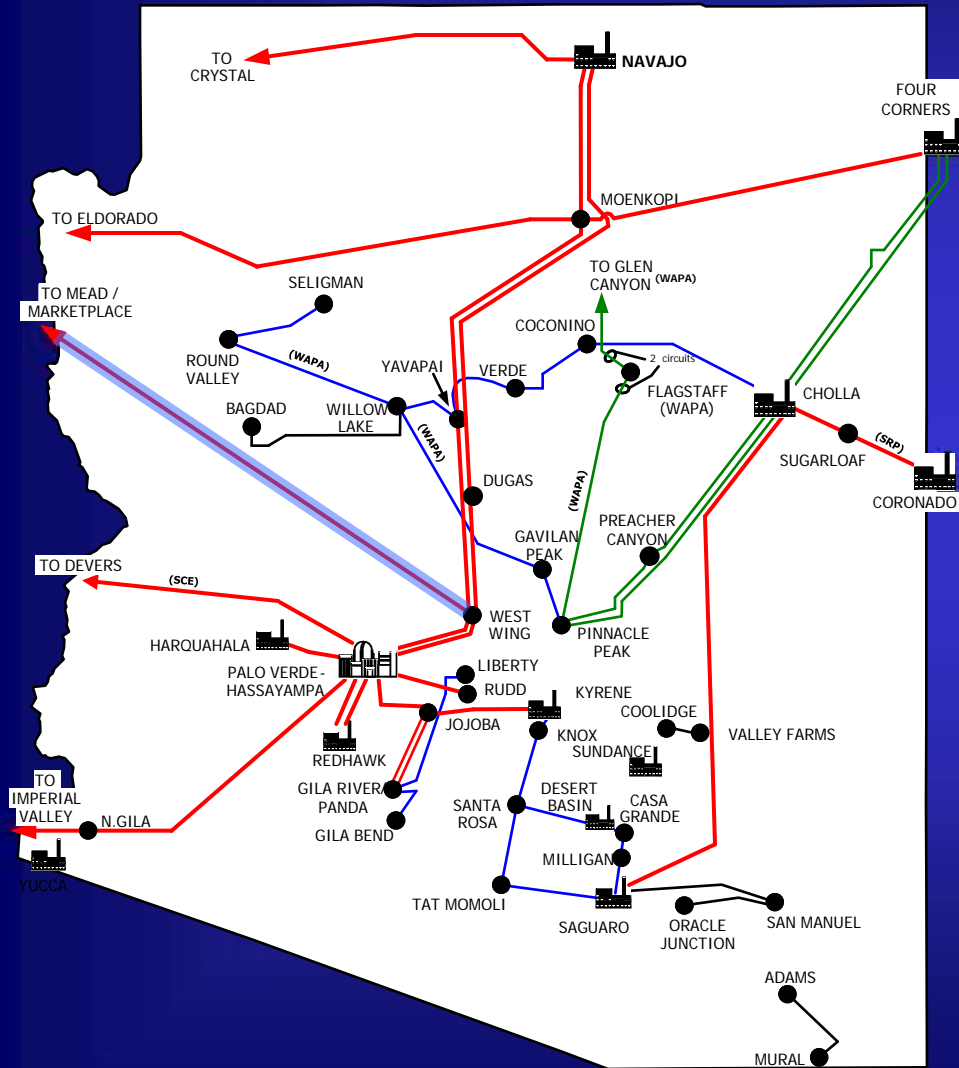 TO
CRYSTAL
NAVAJO
FOUR
CORNERS
MOENKOPI
TO ELDORADO
TO GLEN
CANYON (WAPA)
SELIGMAN
TO MEAD /
MARKETPLACE
COCONINO
(WAPA)
2 circuits
ROUND
VALLEY
YAVAPAI
VERDE
FLAGSTAFF
(WAPA)
CHOLLA
BAGDAD
WILLOW
LAKE
(WAPA)
(SRP)
SUGARLOAF
CORONADO
DUGAS
(WAPA)
PREACHER
CANYON
GAVILAN
PEAK
TO DEVERS
(SCE)
WEST
WING
PINNACLE
PEAK
HARQUAHALA
PALO VERDE-
HASSAYAMPA
LIBERTY
RUDD
KYRENE
COOLIDGE
JOJOBA
KNOX
VALLEY FARMS
SUNDANCE
REDHAWK
TO
IMPERIAL
VALLEY
GILA RIVER/
PANDA
DESERT
BASIN
CASA
GRANDE
SANTA
ROSA
N.GILA
GILA BEND
MILLIGAN
YUCCA
TAT MOMOLI
SAGUARO
ORACLE
JUNCTION
SAN MANUEL
ADAMS
MURAL